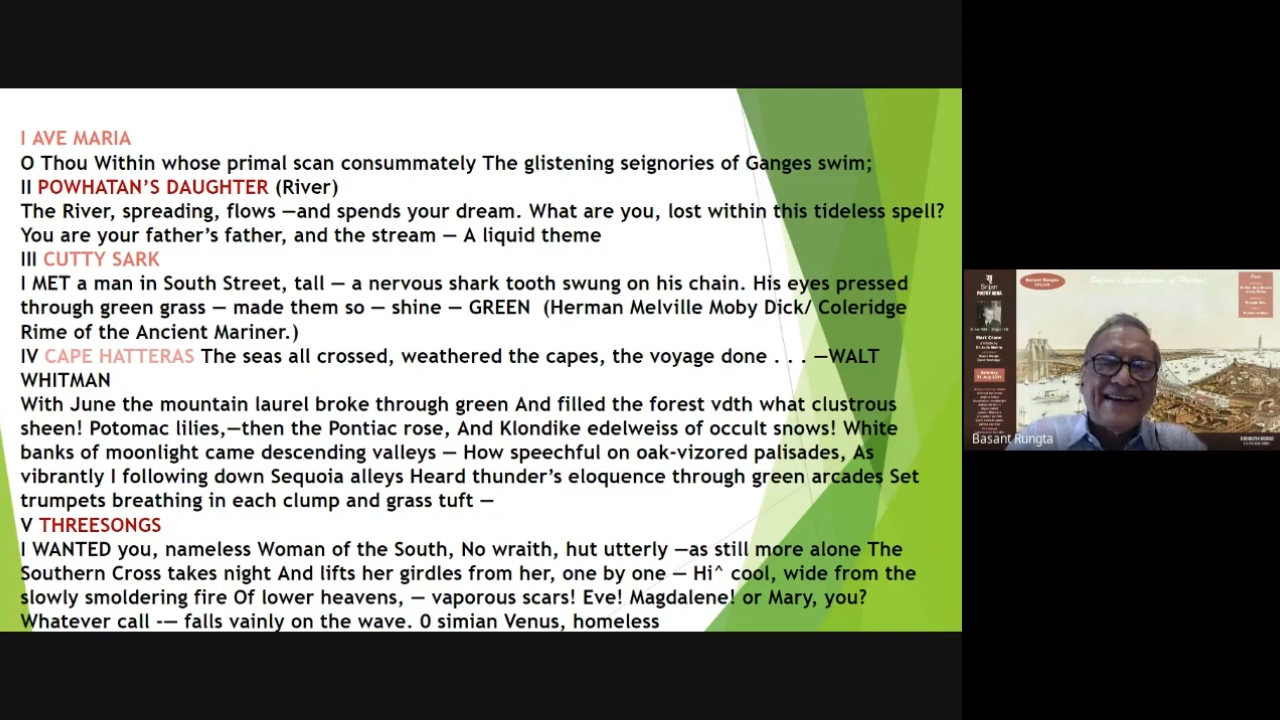 I AVE MARIA
O Thou Within whose primal scan consummately The glistening seignories of Ganges swim;
II POWHATAN'S DAUGHTER (River)
The River, spreading, flows —and spends your dream. What are you, lost within this tideless spell?
You are your father's father, and the stream — A liquid theme
III CUTTY SARK
I MET a man in South Street, tall — a nervous shark tooth swung on his chain. His eyes pressed
through green grass — made them so — shine — GREEN (Herman Melville Moby Dick/ Coleridge
Rime of the Ancient Mariner.)
IV CAPE HATTERAS The seas all crossed, weathered the capes, the voyage done . . . —WALT
WHITMAN
With June the mountain laurel broke through green And filled the forest vdth what clustrous
sheen! Potomac lilies,—then the Pontiac rose, And Klondike edelweiss of occult snows! White
banks of moonlight came descending valleys — How speechful on oak-vizored palisades, As
vibrantly I following down Sequoia alleys Heard thunder's eloquence through green arcades Set
trumpets breathing in each clump and grass tuft —
V THREESONGS
I WANTED you, nameless Woman of the South, No wraith, hut utterly —as still more alone The
Southern Cross takes night And lifts her girdles from her, one by one — Hi^ cool, wide from the
slowly smoldering fire Of lower heavens, — vaporous scars! Eve! Magdalene! or Mary, you?
Whatever call -— falls vainly on the wave. 0 simian Venus, homeless
Basant Rungta
Srijan
POETRY ADDA
Hart Crane
Basant Rungta